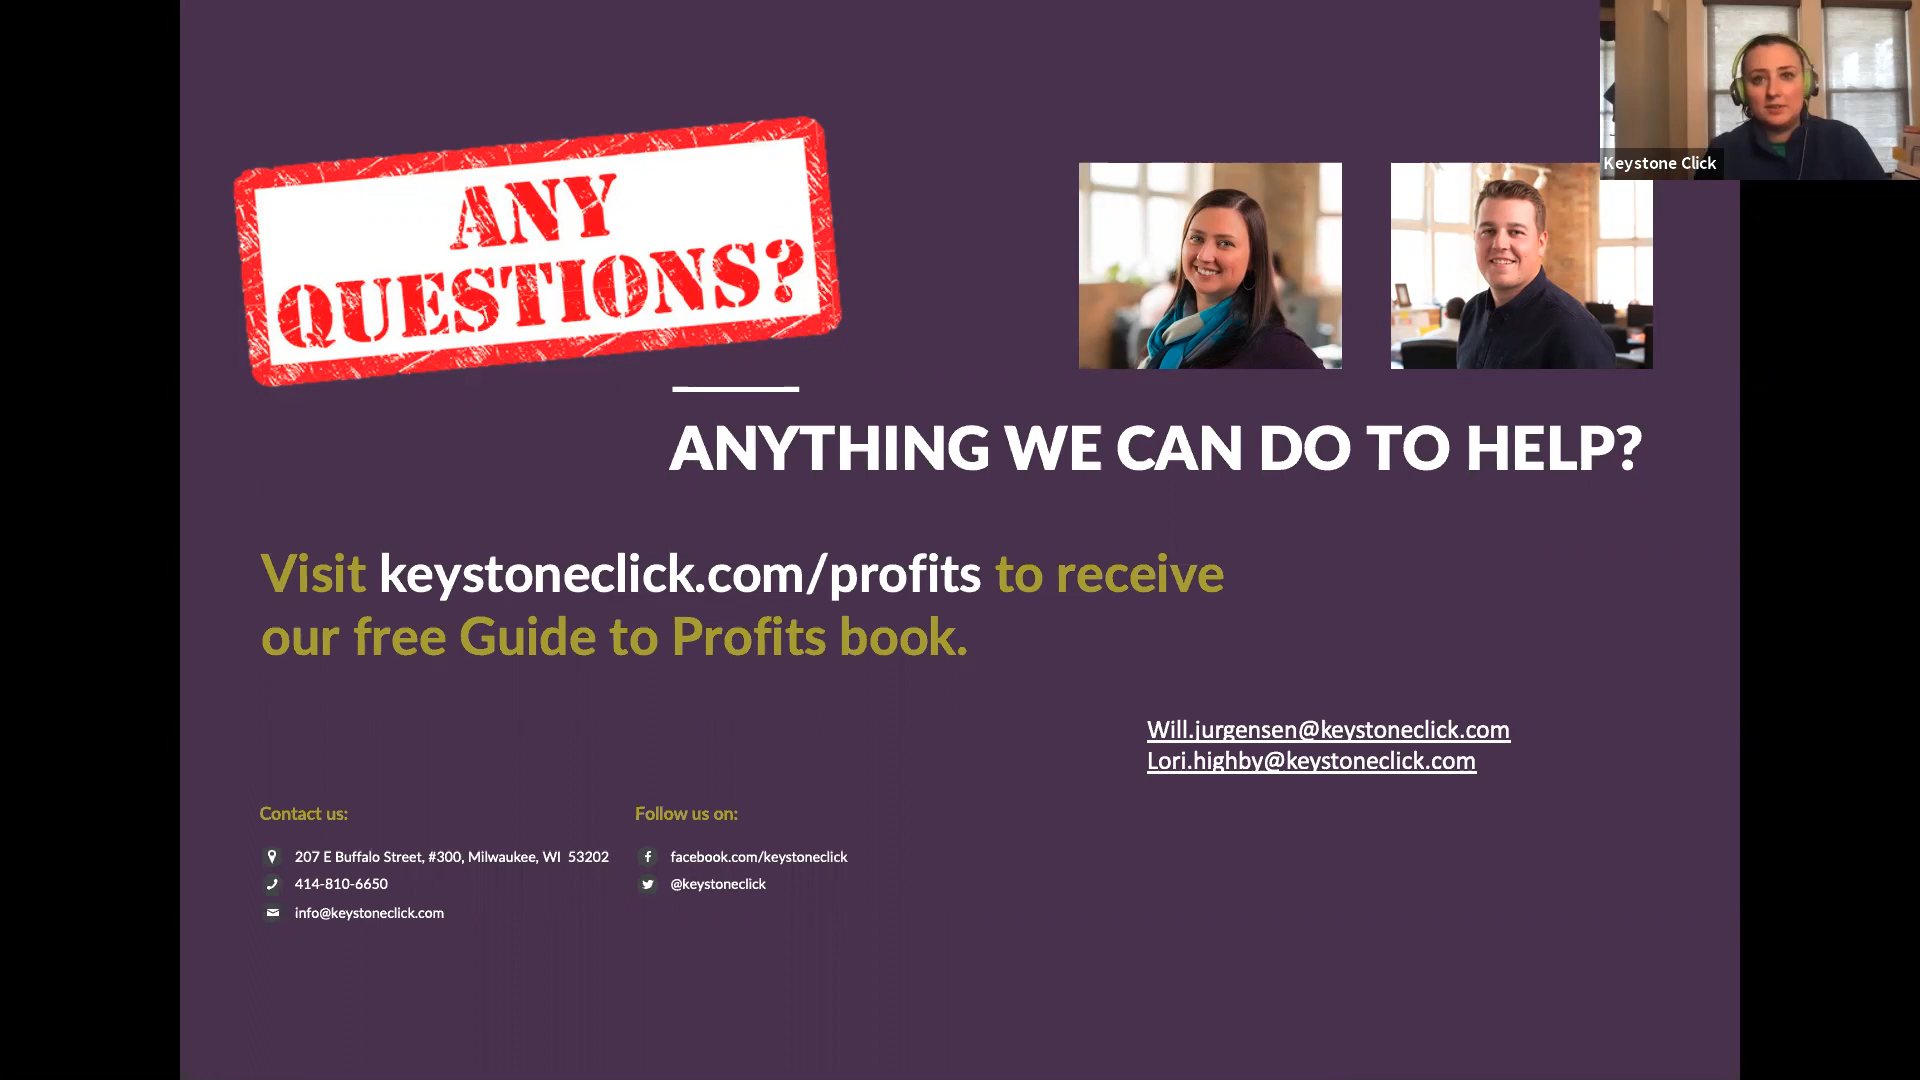 Keystone Click
ANY
QUESTIONS?
ANYTHING WE CAN DO TO HELP?
Visit keystoneclick.com/profits to receive
our free Guide to Profits book.
Will.jurgensen@keystoneclick.com
Lori.highby@keystoneclick.com
Contact us:
207 E Buffalo Street, #300, Milwaukee, WI 53202
414-810-6650
info@keystoneclick.com
Follow us on:
facebook.com/keystoneclick
@keystoneclick